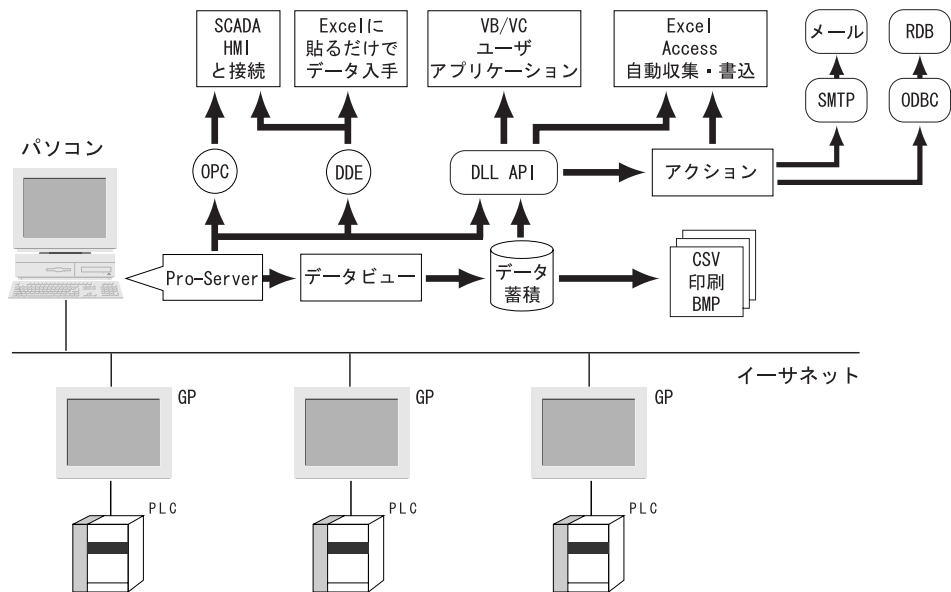 SCADA
HMI
と接続
Excelに
貼るだけで
データ入手
VB/VC
ユーザ
アプリケーション
Excel
Access
自動収集・書込
メール
RDB
SMTP
ODBC
パソコン
OPC
DDE
DLL API
アクション
Pro-Server
データビュー
データ
蓄積
CSV
印刷
BMP
イーサネット
GP
GP
GP
PLC
PLC
PLC